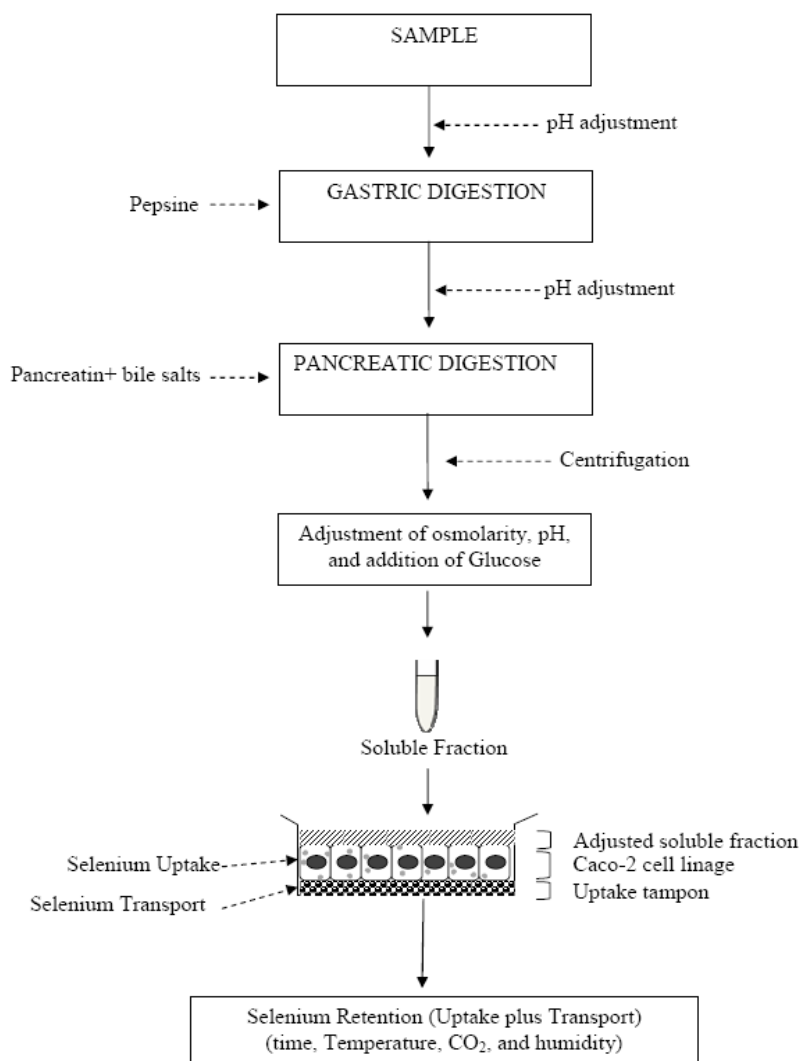 SAMPLE
pH adjustment
GASTRIC DIGESTION
Pepsine
pH adjustment
PANCREATIC DIGESTION
Pancreatin+ bile salts
Centrifugation
Adjustment of osmolarity, pH,
and addition of Glucose
Soluble Fraction
Adjusted soluble fraction
Selenium Uptake
Caco-2 cell linage
Selenium Transport
Uptake tampon
Selenium Retention (Uptake plus Transport)
(time, Temperature, CO₂, and humidity)